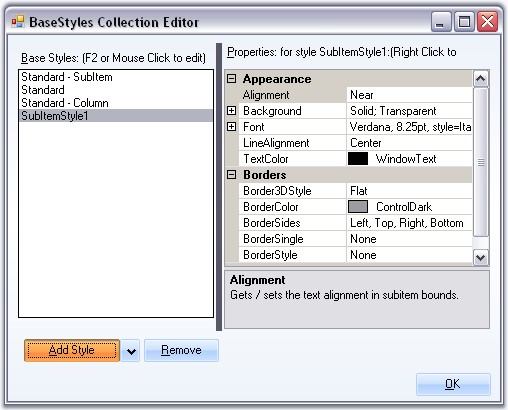 BaseStyles Collection Editor
Base Styles: (F2 or Mouse Click to edit)
Standard - SubItem
Standard
Standard - Column
SubItemStyle1
Add Style
Remove
Properties: for style SubItemStyle1:(Right Click to
Appearance
Alignment Near
Background Solid; Transparent
Font Verdana, 8.25pt, style=Ita
LineAlignment Center
TextColor WindowText
Borders
Border3DStyle Flat
BorderColor ControlDark
BorderSides Left, Top, Right, Bottom
BorderSingle None
BorderStyle None
Alignment
Gets / sets the text alignment in subitem bounds.
OK